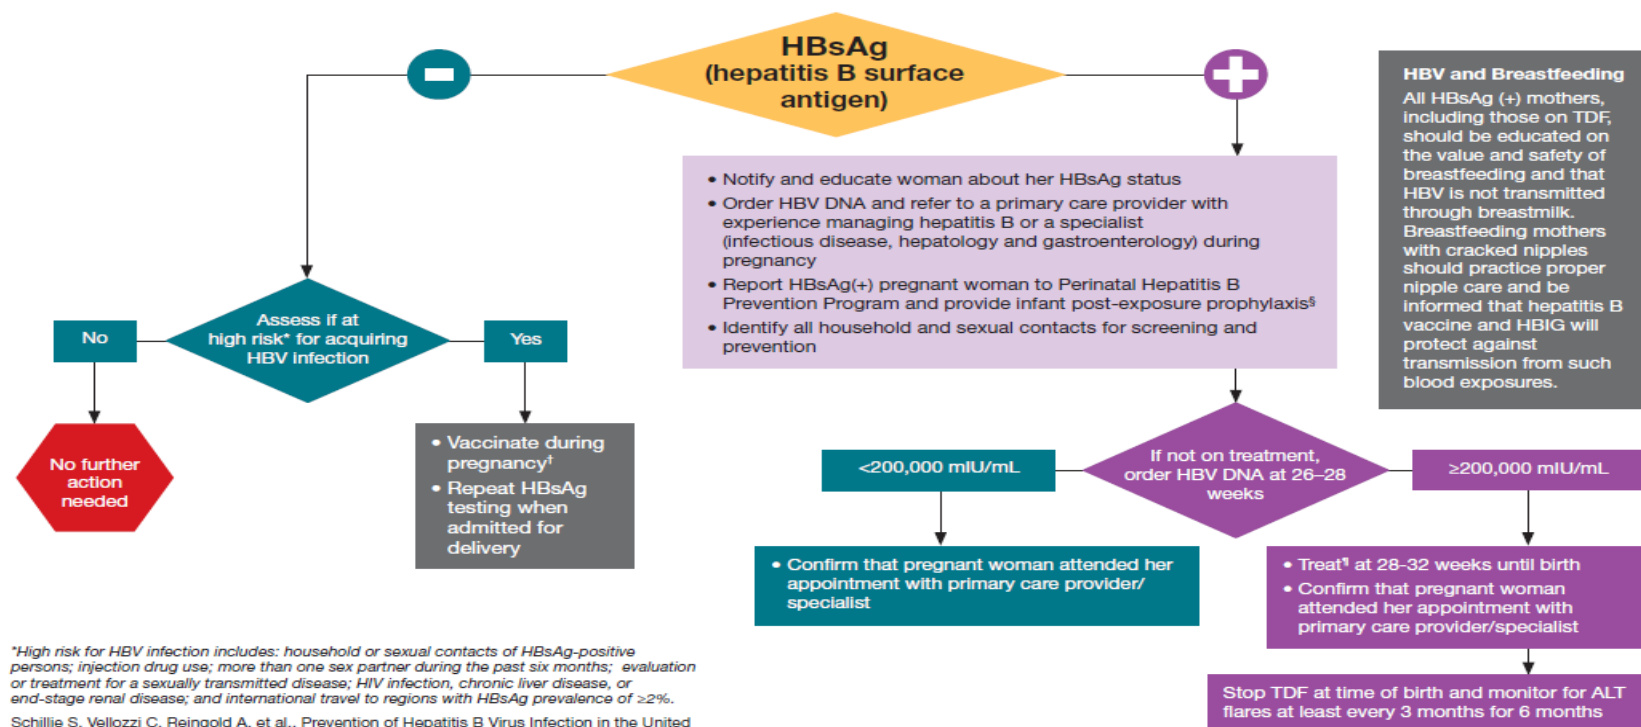 HBsAg
(hepatitis B surface
antigen)
HBV and Breastfeeding
All HBsAg (+) mothers,
including those on TDF,
should be educated on
the value and safety of
breastfeeding and that
HBV is not transmitted
through breastmilk.
Breastfeeding mothers
with cracked nipples
should practice proper
nipple care and be
informed that hepatitis B
vaccine and HBIG will
protect against
transmission from such
blood exposures.
• Notify and educate woman about her HBsAg status
• Order HBV DNA and refer to a primary care provider with
experience managing hepatitis B or a specialist
(infectious disease, hepatology and gastroenterology) during
pregnancy
• Report HBsAg(+) pregnant woman to Perinatal Hepatitis B
Prevention Program and provide infant post-exposure prophylaxis§
• Identify all household and sexual contacts for screening and
prevention
No
Assess if at
high risk* for acquiring
HBV infection
Yes
No further
action
needed
• Vaccinate during
pregnancy†
• Repeat HBsAg
testing when
admitted for
delivery
<200,000 mIU/mL
If not on treatment,
order HBV DNA at 26–28
weeks
≥200,000 mIU/mL
• Confirm that pregnant woman attended her
appointment with primary care provider/
specialist
• Treat¶ at 28-32 weeks until birth
• Confirm that pregnant woman
attended her appointment with
primary care provider/specialist
Stop TDF at time of birth and monitor for ALT
flares at least every 3 months for 6 months
*High risk for HBV infection includes: household or sexual contacts of HBsAg-positive
persons; injection drug use; more than one sex partner during the past six months; evaluation
or treatment for a sexually transmitted disease; HIV infection, chronic liver disease, or
end-stage renal disease; and international travel to regions with HBsAg prevalence of ≥2%.
Schillie S, Vellozzi C, Reingold A, et al., Prevention of Hepatitis B Virus Infection in the United